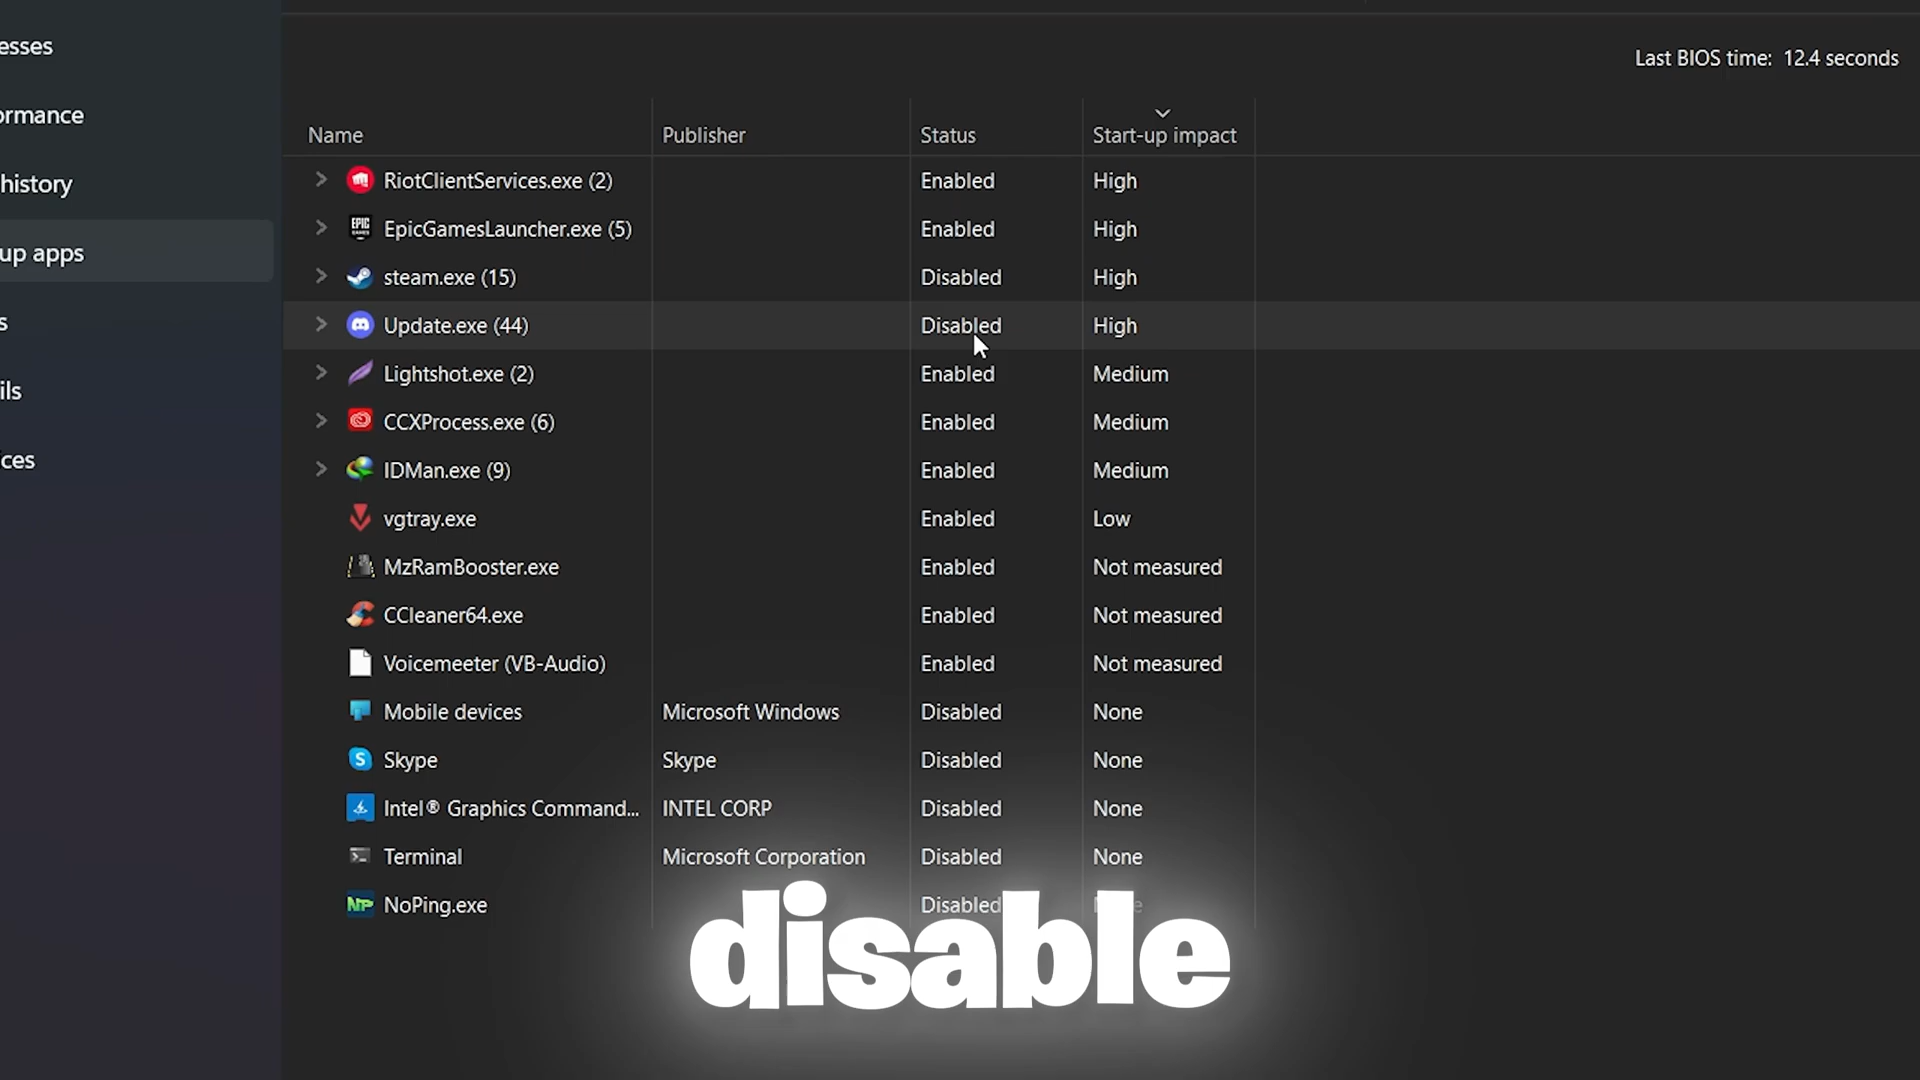 esses
ormance
history
up apps
s
ils
ces
Last BIOS time: 12.4 seconds
Name Publisher Status Start-up impact
RiotClientServices.exe (2) Enabled High
EPIC GAMES EpicGamesLauncher.exe (5) Enabled High
steam.exe (15) Disabled High
Update.exe (44) Disabled High
Lightshot.exe (2) Enabled Medium
CCXProcess.exe (6) Enabled Medium
IDMan.exe (9) Enabled Medium
vgtray.exe Enabled Low
MzRamBooster.exe Enabled Not measured
CCleaner64.exe Enabled Not measured
Voicemeeter (VB-Audio) Enabled Not measured
Mobile devices Microsoft Windows Disabled None
S Skype Skype Disabled None
Intel® Graphics Command... INTEL CORP Disabled None
Terminal Microsoft Corporation Disabled None
NP NoPing.exe Disabled
disable